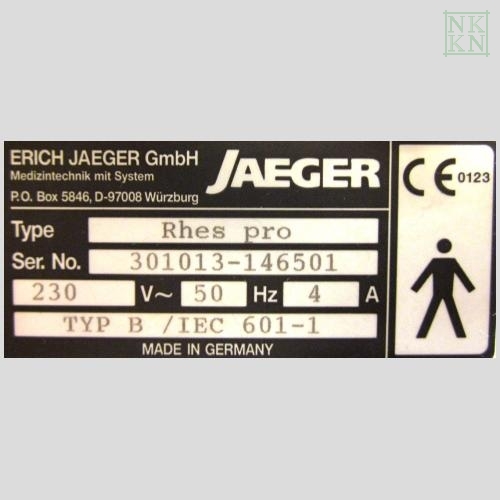 NK
KN
ERICH JAEGER GmbH
Medizintechnik mit System
P.O. Box 5846, D-97008 Würzburg
JAEGER
CE 0123
Type Rhes pro
Ser. No. 301013-146501
230 V~ 50 Hz 4 A
TYP B /IEC 601-1
MADE IN GERMANY